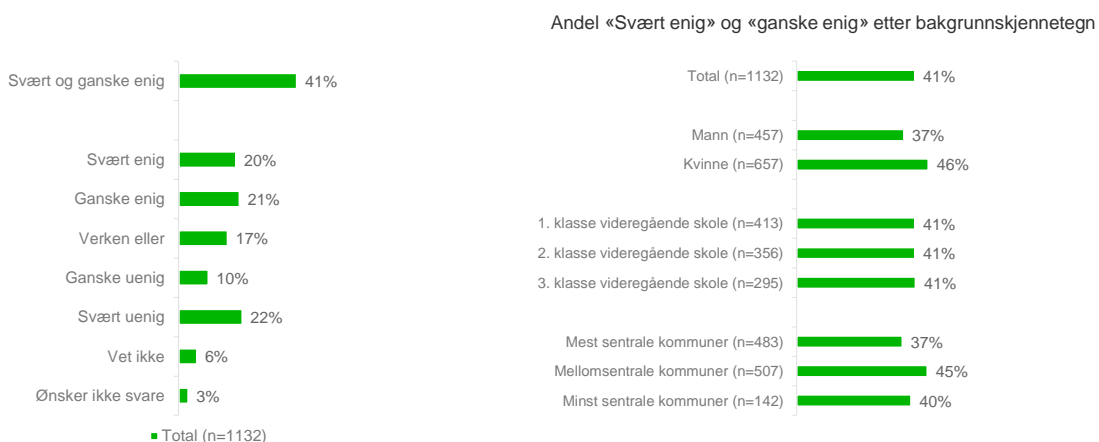 Andel «Svært enig» og «ganske enig» etter bakgrunnskjennetegn
Svært og ganske enig 41%
Svært enig 20%
Ganske enig 21%
Verken eller 17%
Ganske uenig 10%
Svært uenig 22%
Vet ikke 6%
Ønsker ikke svare 3%
Total (n=1132)
Total (n=1132) 41%
Mann (n=457) 37%
Kvinne (n=657) 46%
1. klasse videregående skole (n=413) 41%
2. klasse videregående skole (n=356) 41%
3. klasse videregående skole (n=295) 41%
Mest sentrale kommuner (n=483) 37%
Mellomsentrale kommuner (n=507) 45%
Minst sentrale kommuner (n=142) 40%